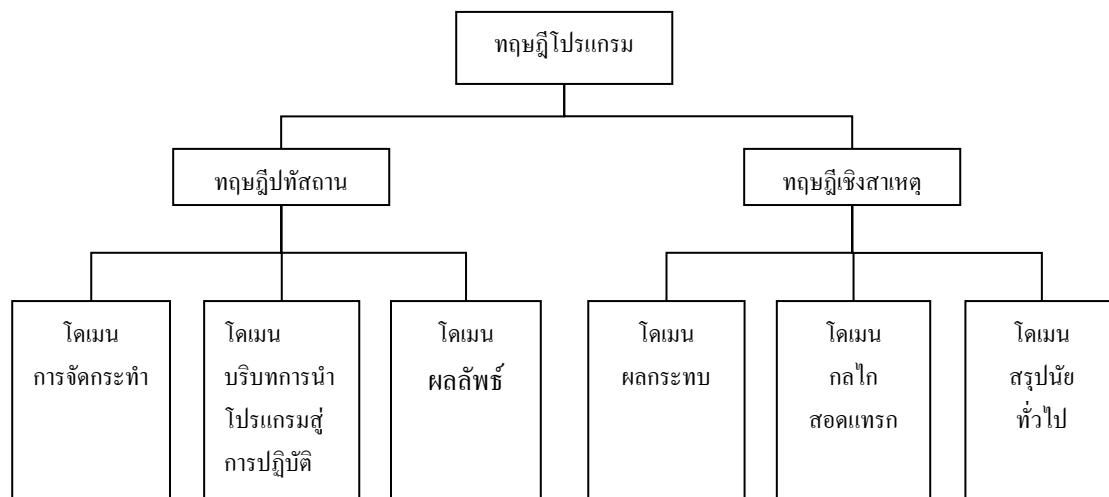 ทฤษฎีโปรแกรม
ทฤษฎีปทัสถาน
ทฤษฎีเชิงสาเหตุ
โดเมน
การจัดกระทำ
โดเมน
บริบทการนำ
โปรแกรมสู่
การปฏิบัติ
โดเมน
ผลลัพธ์
โดเมน
ผลกระทบ
โดเมน
กลไก
สอดแทรก
โดเมน
สรุปนัย
ทั่วไป